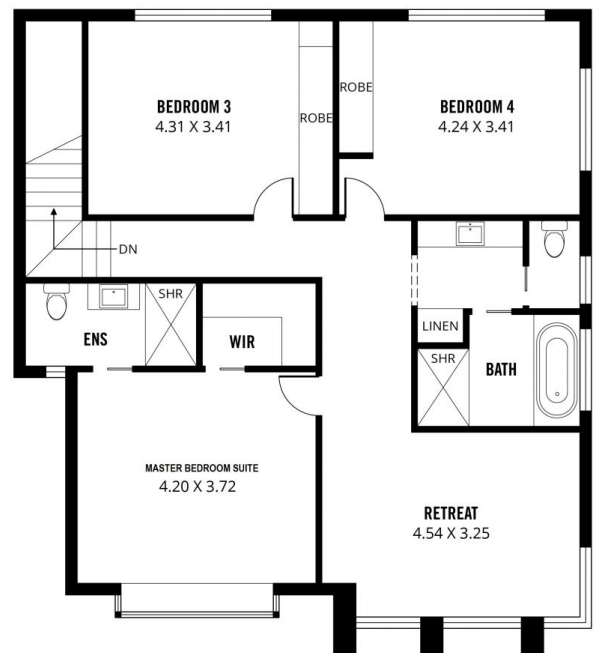 BEDROOM 3
4.31 X 3.41
ROBE
ROBE
BEDROOM 4
4.24 X 3.41
DN
SHR
ENS
WIR
LINEN
SHR
BATH
MASTER BEDROOM SUITE
4.20 X 3.72
RETREAT
4.54 X 3.25